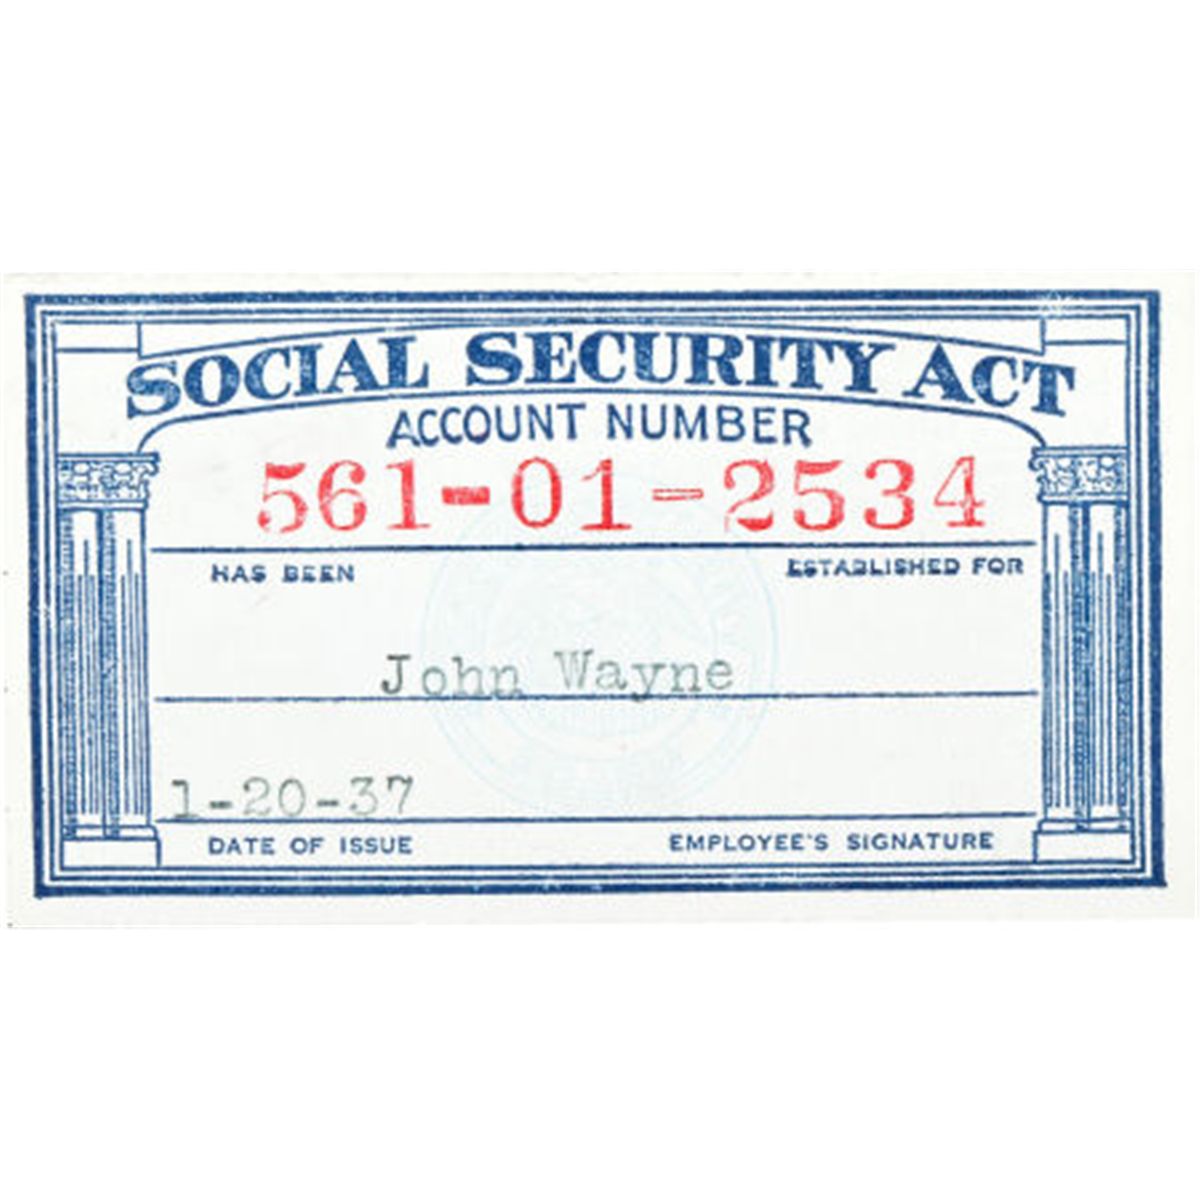 SOCIAL SECURITY ACT
ACCOUNT NUMBER
561-01-2534
HAS BEEN ESTABLISHED FOR
John Wayne
1-20-37
DATE OF ISSUE EMPLOYEE'S SIGNATURE